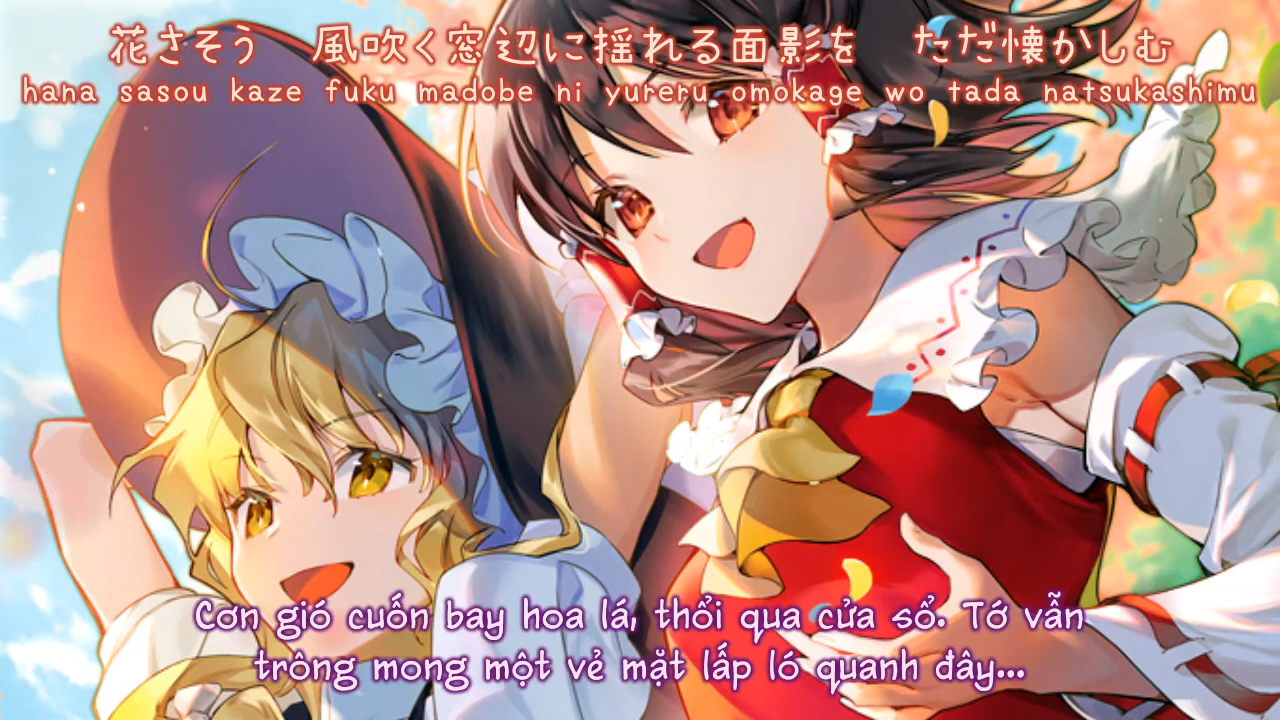 花さそう　風吹く窓辺に揺れる面影を　ただ懐かしむ
hana sasou kaze fuku madobe ni yureru omokage wo tada natsukashimu
Cơn gió cuốn bay hoa lá, thổi qua cửa sổ. Tớ vẫn
trông mong một vẻ mặt lấp ló quanh đây...